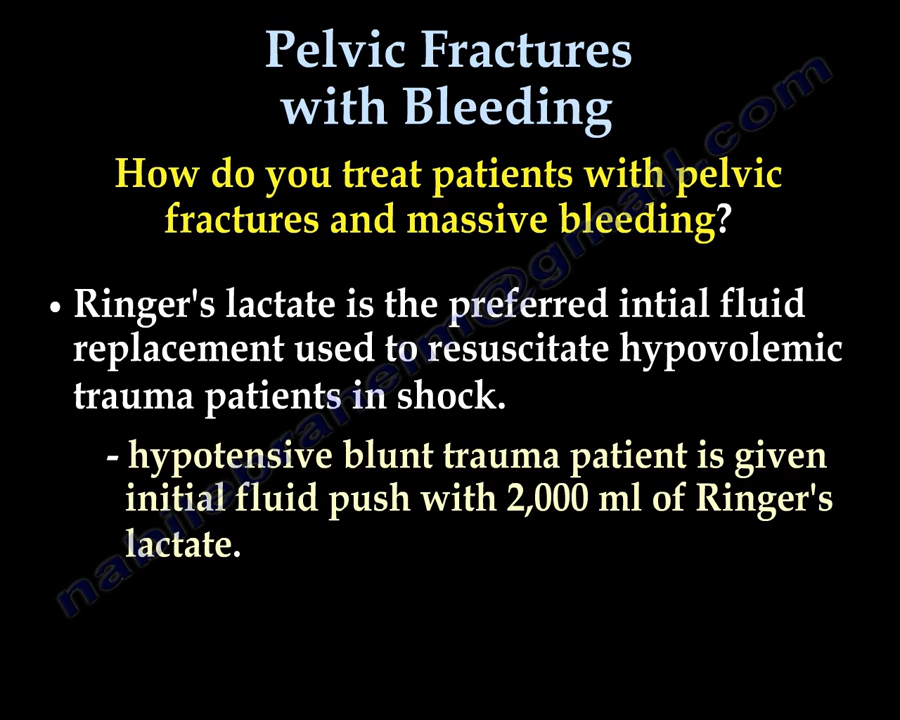 Pelvic Fractures
with Bleeding
How do you treat patients with pelvic
fractures and massive bleeding?
• Ringer's lactate is the preferred intial fluid
replacement used to resuscitate hypovolemic
trauma patients in shock.
- hypotensive blunt trauma patient is given
initial fluid push with 2,000 ml of Ringer's
lactate.
nabilebraheim@gmail.com